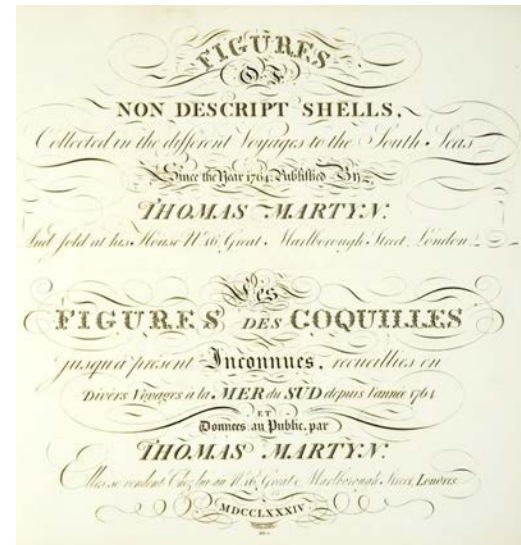 FIGURES
OF
NON DESCRIPT SHELLS,
Collected in the different Voyages to the South Seas
Since the Year 1764. Published By
THOMAS MARTYN.
And sold at his House No. 16, Great Marlborough Street, London.
Les
FIGURES DES COQUILLES
jusqu'a présent Inconnues, recueillies en
Divers Voyages a la MER du SUD depuis l'année 1764
ET
Donnees au Public, par
THOMAS MARTYN.
Elles se vendent Chez lui au No. 16, Great Marlborough Street, Londres
MDCCLXXXIV.